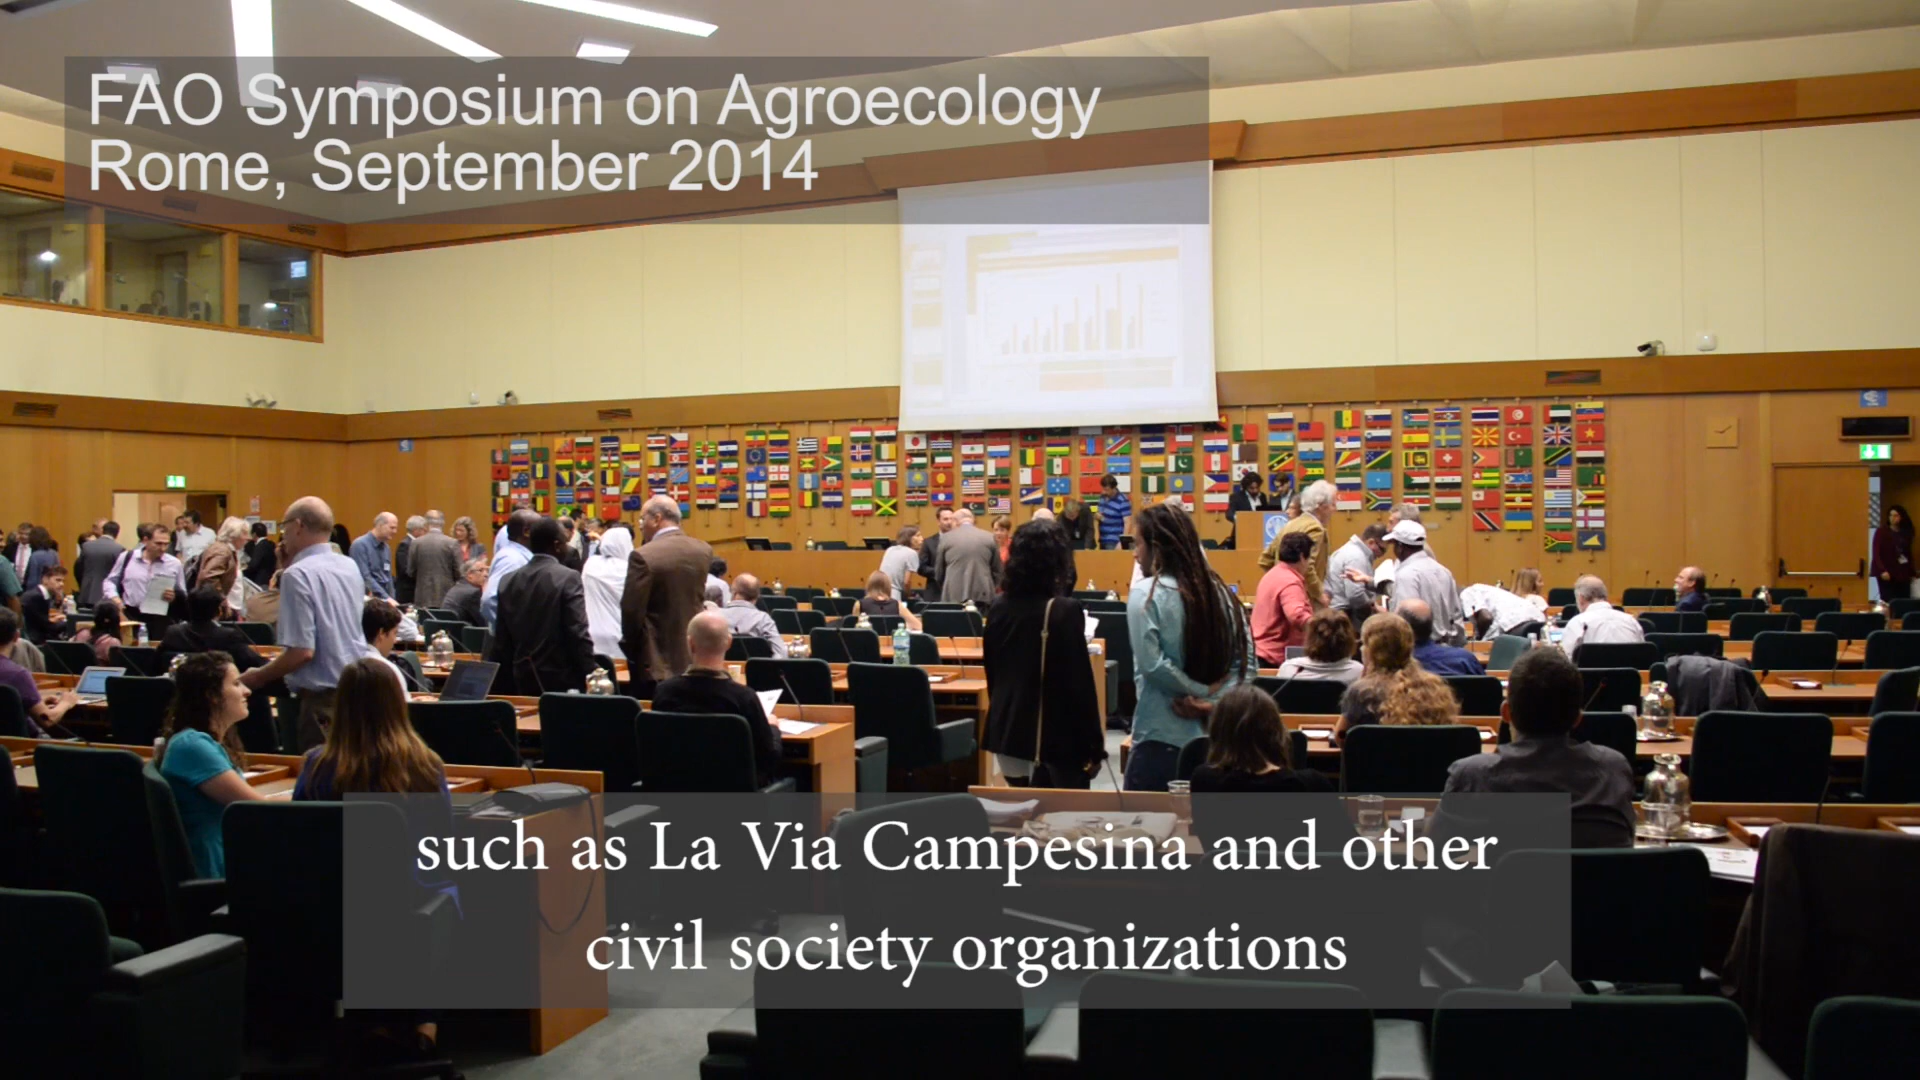 FAO Symposium on Agroecology
Rome, September 2014
such as La Via Campesina and other
civil society organizations